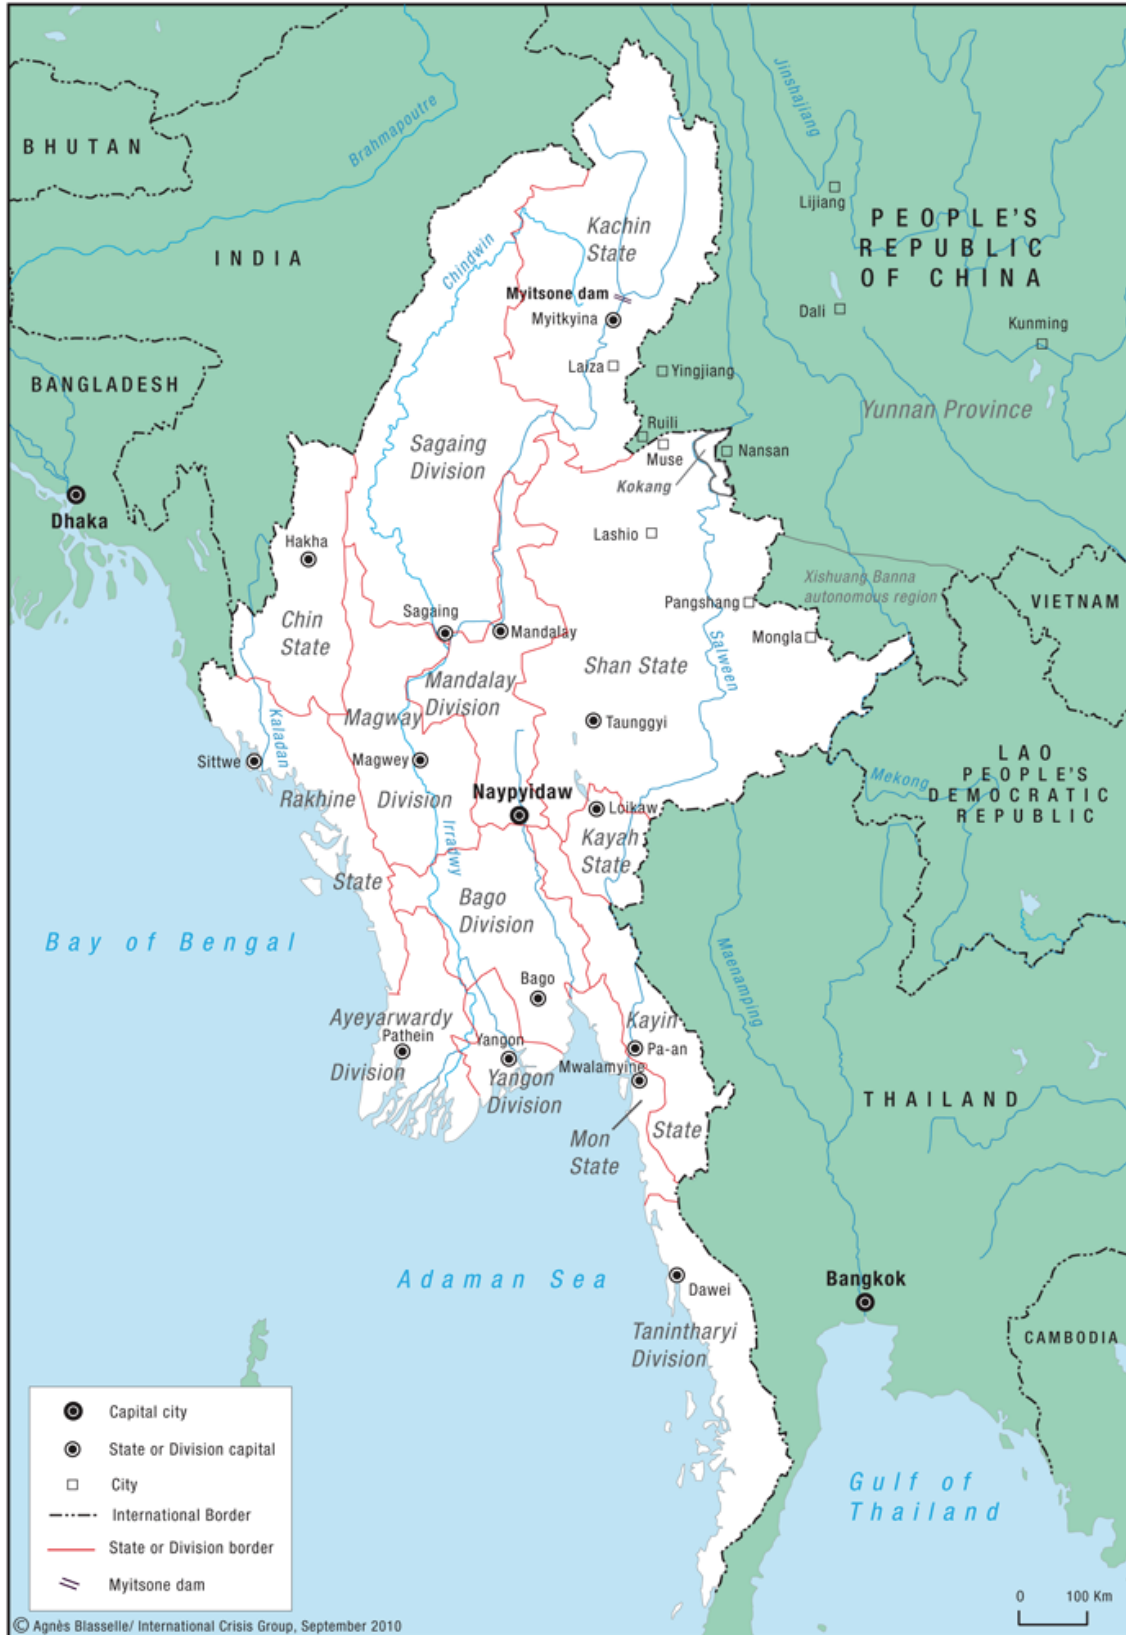 Jinshajiang
BHUTAN
Brahmapoutre
Lijiang
PEOPLE'S
REPUBLIC
OF CHINA
Kachin
State
INDIA
Chindwin
Myitsone dam
Myitkyina
Dali
Kunming
Laiza
Yingjiang
BANGLADESH
Yunnan Province
Ruili
Muse
Nansan
Sagaing
Division
Kokang
Dhaka
Lashio
Hakha
Xishuang Banna
autonomous region
VIETNAM
Pangshang
Mongla
Chin
State
Sagaing
Mandalay
Salween
Shan State
Mandalay
Division
Magway
Division
Taunggyi
Kaladan
Sittwe
Magwey
Naypyidaw
Loikaw
LAO
PEOPLE'S
DEMOCRATIC
REPUBLIC
Mekong
Rakhine
State
Irradwy
Kayah
State
Bago
Division
Bay of Bengal
Maenamping
Bago
Ayeyarwardy
Division
Pathein
Yangon
Yangon
Division
Kayin
State
Pa-an
Mwalamyine
Mon
State
THAILAND
Adaman Sea
Dawei
Bangkok
Tanintharyi
Division
CAMBODIA
Gulf of
Thailand
Capital city
State or Division capital
City
International Border
State or Division border
Myitsone dam
0 100 Km
© Agnès Blasselle/ International Crisis Group, September 2010